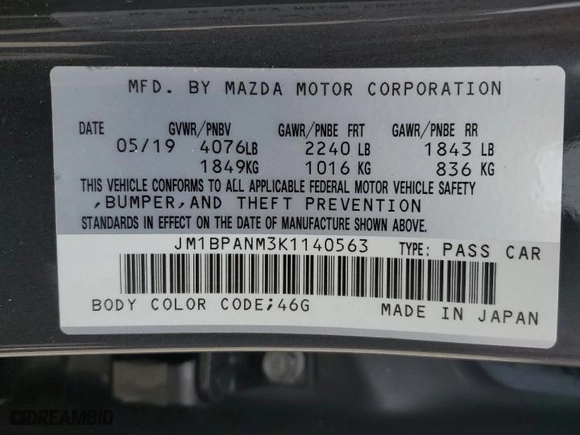 MFD. BY MAZDA MOTOR CORPORATION
DATE GVWR/PNBV GAWR/PNBE FRT GAWR/PNBE RR
05/19 4076LB 2240 LB 1843 LB
1849KG 1016 KG 836 KG
THIS VEHICLE CONFORMS TO ALL APPLICABLE FEDERAL MOTOR VEHICLE SAFETY
,BUMPER,AND THEFT PREVENTION
STANDARDS IN EFFECT ON THE DATE OF MANUFACTURE SHOWN ABOVE.
JM1BPANM3K1140563 TYPE: PASS CAR
BODY COLOR CODE;46G MADE IN JAPAN
DREAMBID